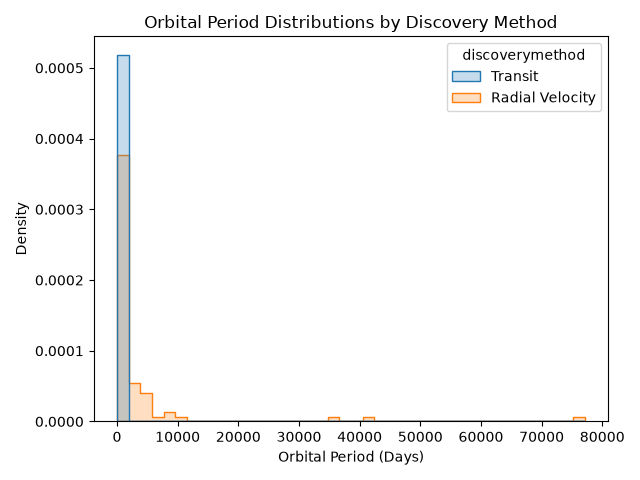 Orbital Period Distributions by Discovery Method
discoverymethod
Transit
Radial Velocity
Density
0.0005
0.0004
0.0003
0.0002
0.0001
0.0000
0 10000 20000 30000 40000 50000 60000 70000 80000
Orbital Period (Days)